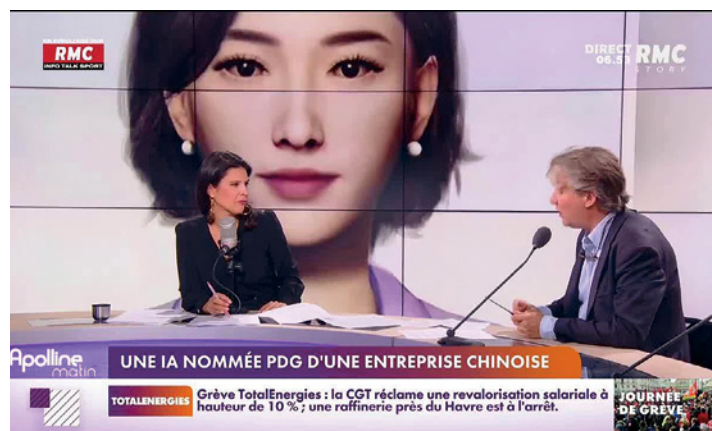 RMC
INFO TALK SPORT
DIRECT
RMC
STORY
Apolline
matin
UNE IA NOMMÉE PDG D'UNE ENTREPRISE CHINOISE
TOTALENERGIES
Grève TotalEnergies : la CGT réclame une revalorisation salariale à
hauteur de 10 % ; une raffinerie près du Havre est à l'arrêt.
JOURNÉE
DE GRÈVE